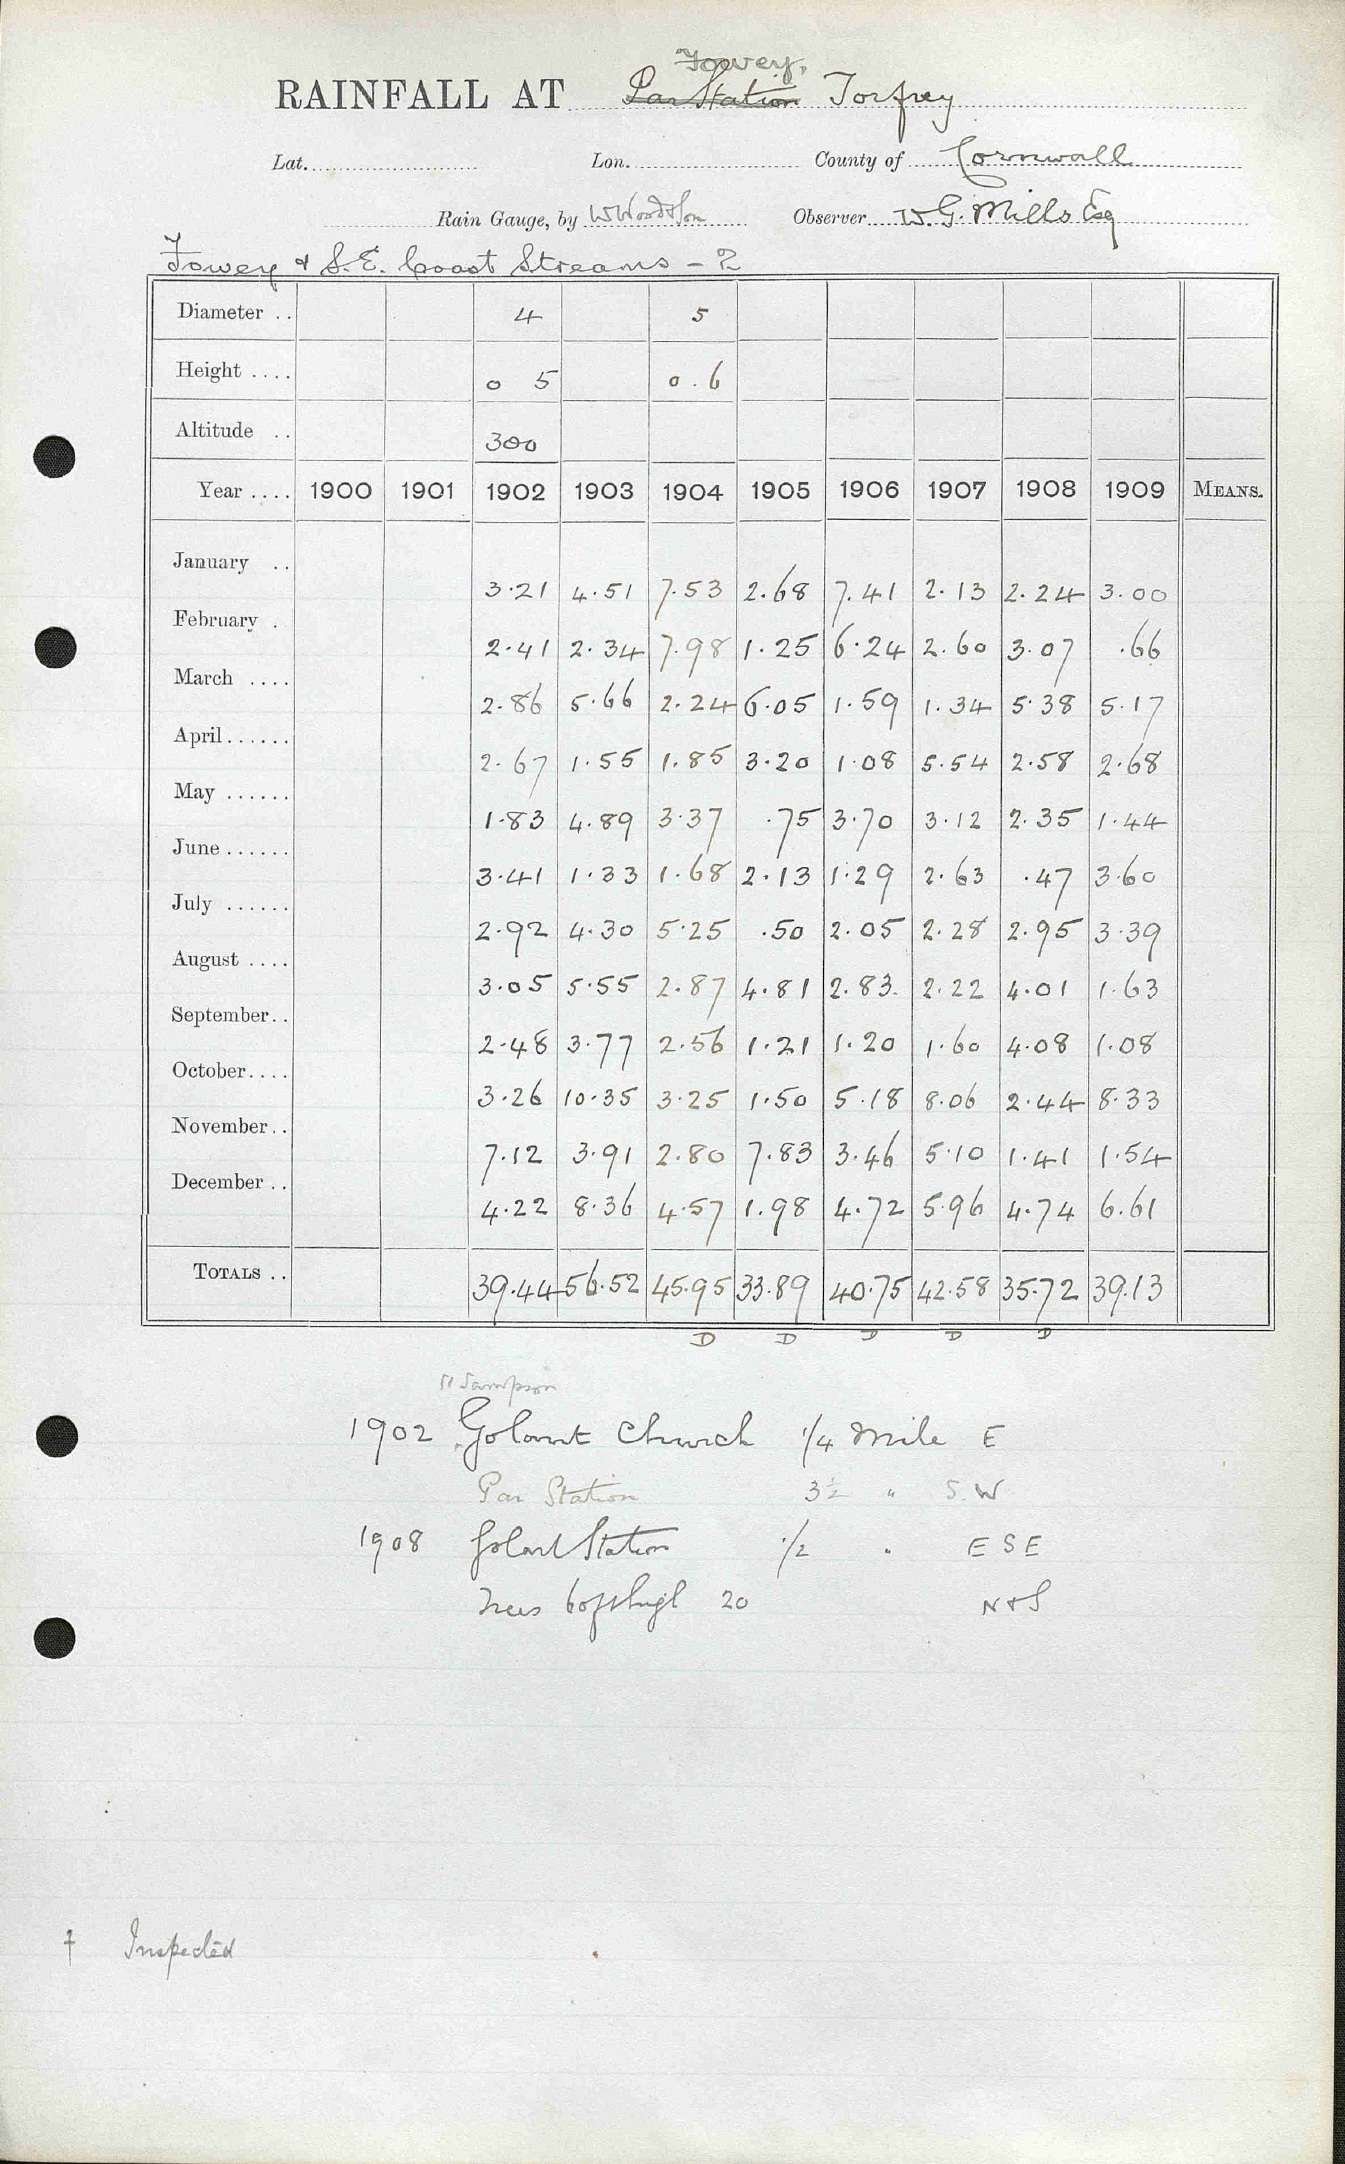 Fowey,
RAINFALL AT Par Station Torfrey
Lat. Lon. County of Cornwall
Rain Gauge, by W Wood & Son Observer W. G. Mills Esq
Fowey & S.E. Coast Streams - 2
Diameter .. 4 5
Height .... 0 5 0.6
Altitude .. 300
Year .... 1900 1901 1902 1903 1904 1905 1906 1907 1908 1909 MEANS.
January .. 3.21 4.51 7.53 2.68 7.41 2.13 2.24 3.00
February . 2.41 2.34 7.98 1.25 6.24 2.60 3.07 .66
March .... 2.86 5.66 2.24 6.05 1.59 1.34 5.38 5.17
April...... 2.67 1.55 1.85 3.20 1.08 5.54 2.58 2.68
May ...... 1.83 4.89 3.37 .75 3.70 3.12 2.35 1.44
June...... 3.41 1.33 1.68 2.13 1.29 2.63 .47 3.60
July ...... 2.92 4.30 5.25 .50 2.05 2.28 2.95 3.39
August .... 3.05 5.55 2.87 4.81 2.83. 2.22 4.01 1.63
September.. 2.48 3.77 2.56 1.21 1.20 1.60 4.08 1.08
October.... 3.26 10.35 3.25 1.50 5.18 8.06 2.44 8.33
November.. 7.12 3.91 2.80 7.83 3.46 5.10 1.41 1.54
December .. 4.22 8.36 4.57 1.98 4.72 5.96 4.74 6.61
TOTALS .. 39.44 56.52 45.95 33.89 40.75 42.58 35.72 39.13
D D D D D
Sampson
1902 Golant Church 1/4 Mile E
Par Station 3½ " S.W
1908 Golant Station 1/2 " E S E
Trees 6 ft high 20 N & S
† Inspected